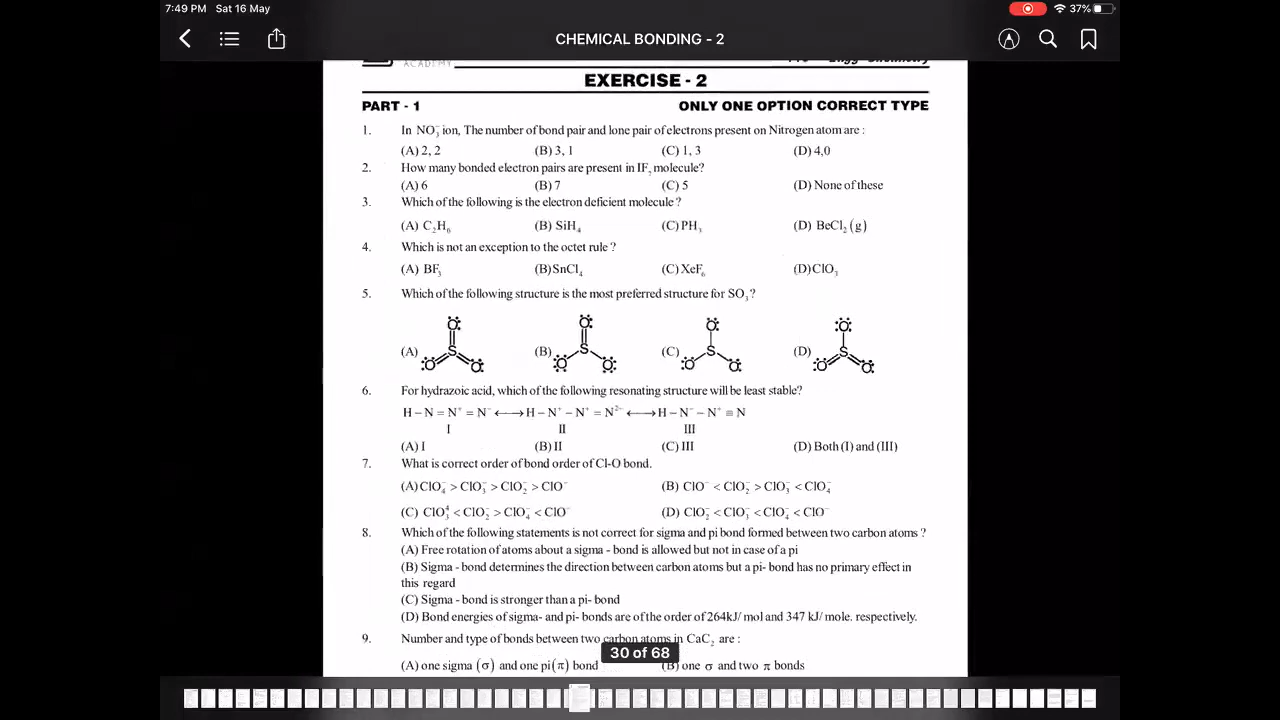 7:49 PM Sat 16 May 37%
CHEMICAL BONDING - 2
ACADEMY
EXERCISE - 2
PART - 1 ONLY ONE OPTION CORRECT TYPE
1. In NO₃⁻ ion, The number of bond pair and lone pair of electrons present on Nitrogen atom are :
(A) 2, 2 (B) 3, 1 (C) 1, 3 (D) 4,0
2. How many bonded electron pairs are present in IF₇ molecule?
(A) 6 (B) 7 (C) 5 (D) None of these
3. Which of the following is the electron deficient molecule ?
(A) C₂H₆ (B) SiH₄ (C) PH₃ (D) BeCl₂ (g)
4. Which is not an exception to the octet rule ?
(A) BF₃ (B) SnCl₄ (C) XeF₆ (D) ClO₃
5. Which of the following structure is the most preferred structure for SO₃ ?
(A) O S O O (B) O S O O (C) O S O O (D) O S O O
6. For hydrazoic acid, which of the following resonating structure will be least stable?
H – N = N⁺ = N⁻ ⟷ H – N⁺ – N⁺ = N²⁻ ⟷ H – N⁻ – N⁺ ≡ N
I II III
(A) I (B) II (C) III (D) Both (I) and (III)
7. What is correct order of bond order of Cl-O bond.
(A) ClO₄⁻ > ClO₃⁻ > ClO₂⁻ > ClO⁻ (B) ClO⁻ < ClO₂⁻ > ClO₃⁻ < ClO₄⁻
(C) ClO₃⁴ < ClO₂⁻ > ClO₄⁻ < ClO⁻ (D) ClO₂⁻ < ClO₃⁻ < ClO₄⁻ < ClO⁻
8. Which of the following statements is not correct for sigma and pi bond formed between two carbon atoms ?
(A) Free rotation of atoms about a sigma - bond is allowed but not in case of a pi
(B) Sigma - bond determines the direction between carbon atoms but a pi- bond has no primary effect in
this regard
(C) Sigma - bond is stronger than a pi- bond
(D) Bond energies of sigma- and pi- bonds are of the order of 264kJ/ mol and 347 kJ/ mole. respectively.
9. Number and type of bonds between two carbon atoms in CaC₂ are :
30 of 68
(A) one sigma (σ) and one pi(π) bond (B) one σ and two π bonds